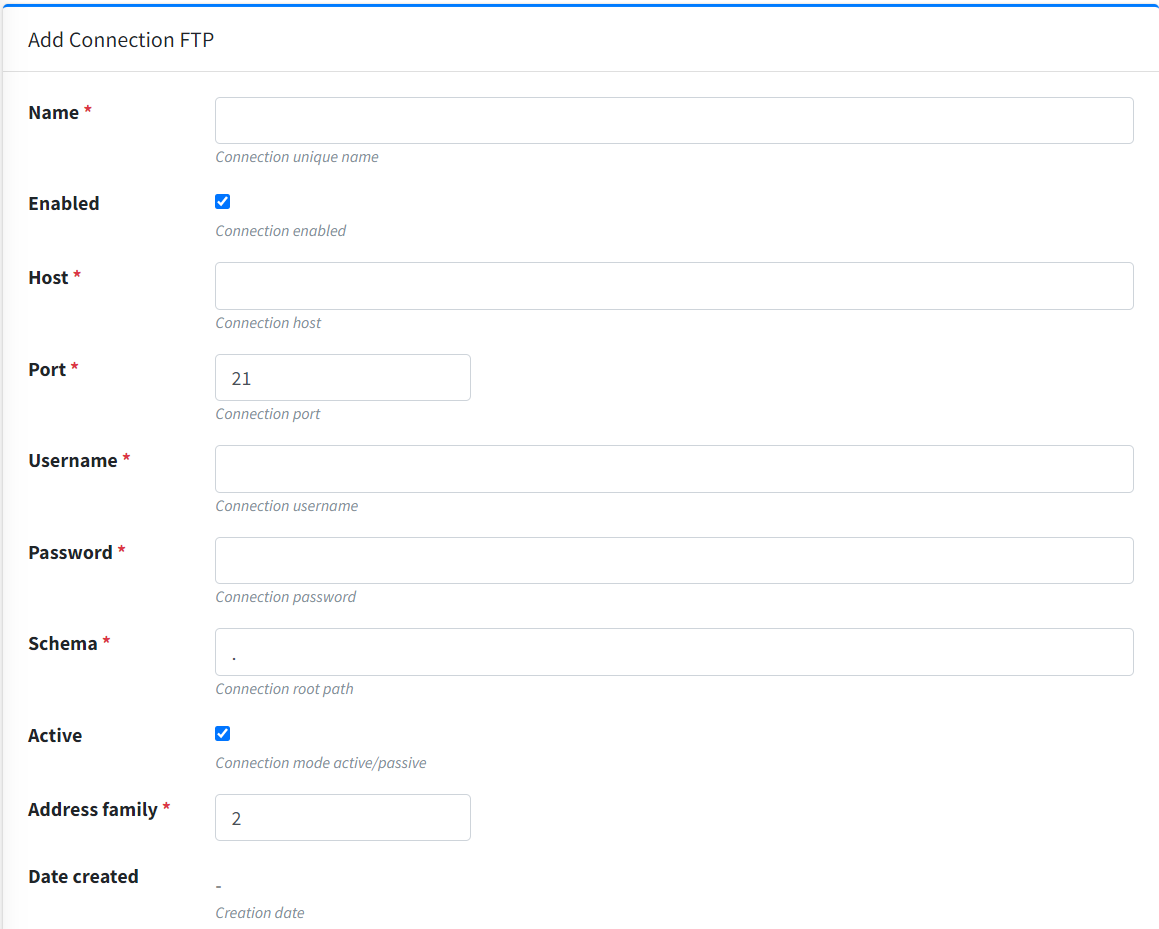 Add Connection FTP
Name *
Connection unique name
Enabled
Connection enabled
Host *
Connection host
Port *
21
Connection port
Username *
Connection username
Password *
Connection password
Schema *
.
Connection root path
Active
Connection mode active/passive
Address family *
2
Date created
-
Creation date